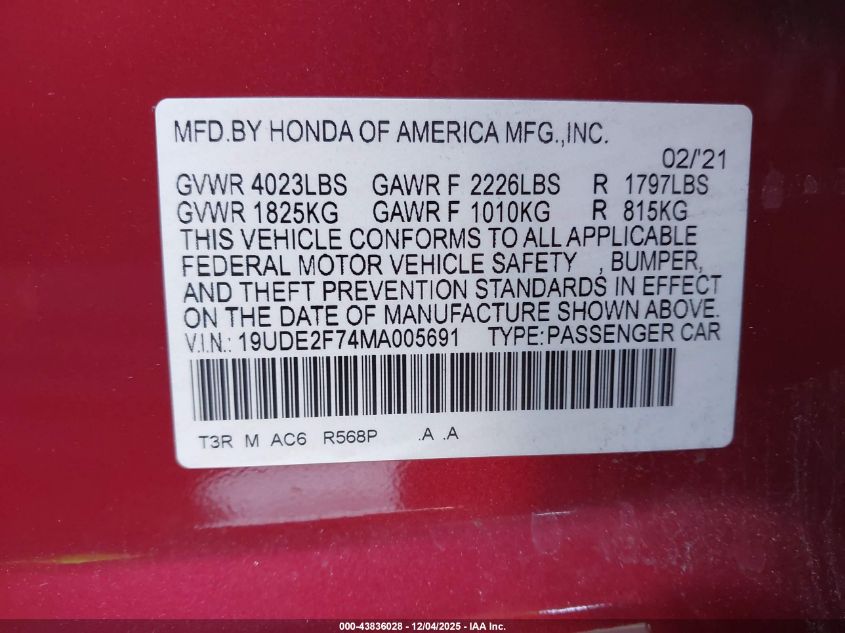 MFD.BY HONDA OF AMERICA MFG.,INC.
02/'21
GVWR 4023LBS GAWR F 2226LBS R 1797LBS
GVWR 1825KG GAWR F 1010KG R 815KG
THIS VEHICLE CONFORMS TO ALL APPLICABLE
FEDERAL MOTOR VEHICLE SAFETY , BUMPER,
AND THEFT PREVENTION STANDARDS IN EFFECT
ON THE DATE OF MANUFACTURE SHOWN ABOVE.
V.I.N.: 19UDE2F74MA005691 TYPE:PASSENGER CAR
T3R M AC6 R568P .A .A
000-43836028 - 12/04/2025 - IAA Inc.